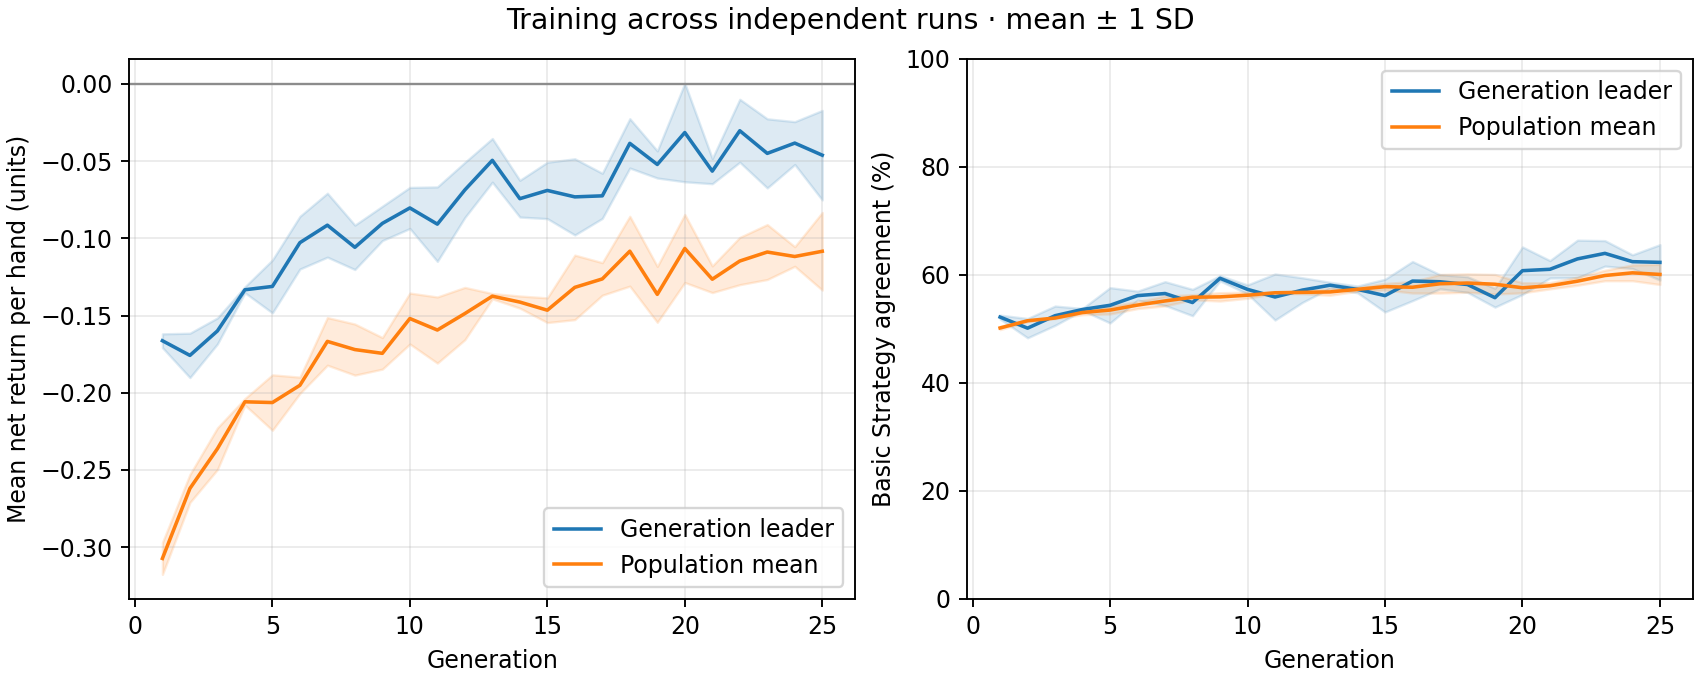 Training across independent runs · mean ± 1 SD
Mean net return per hand (units)
0.00
−0.05
−0.10
−0.15
−0.20
−0.25
−0.30
0
5
10
15
20
25
Generation
Generation leader
Population mean
Basic Strategy agreement (%)
100
80
60
40
20
0
0
5
10
15
20
25
Generation
Generation leader
Population mean